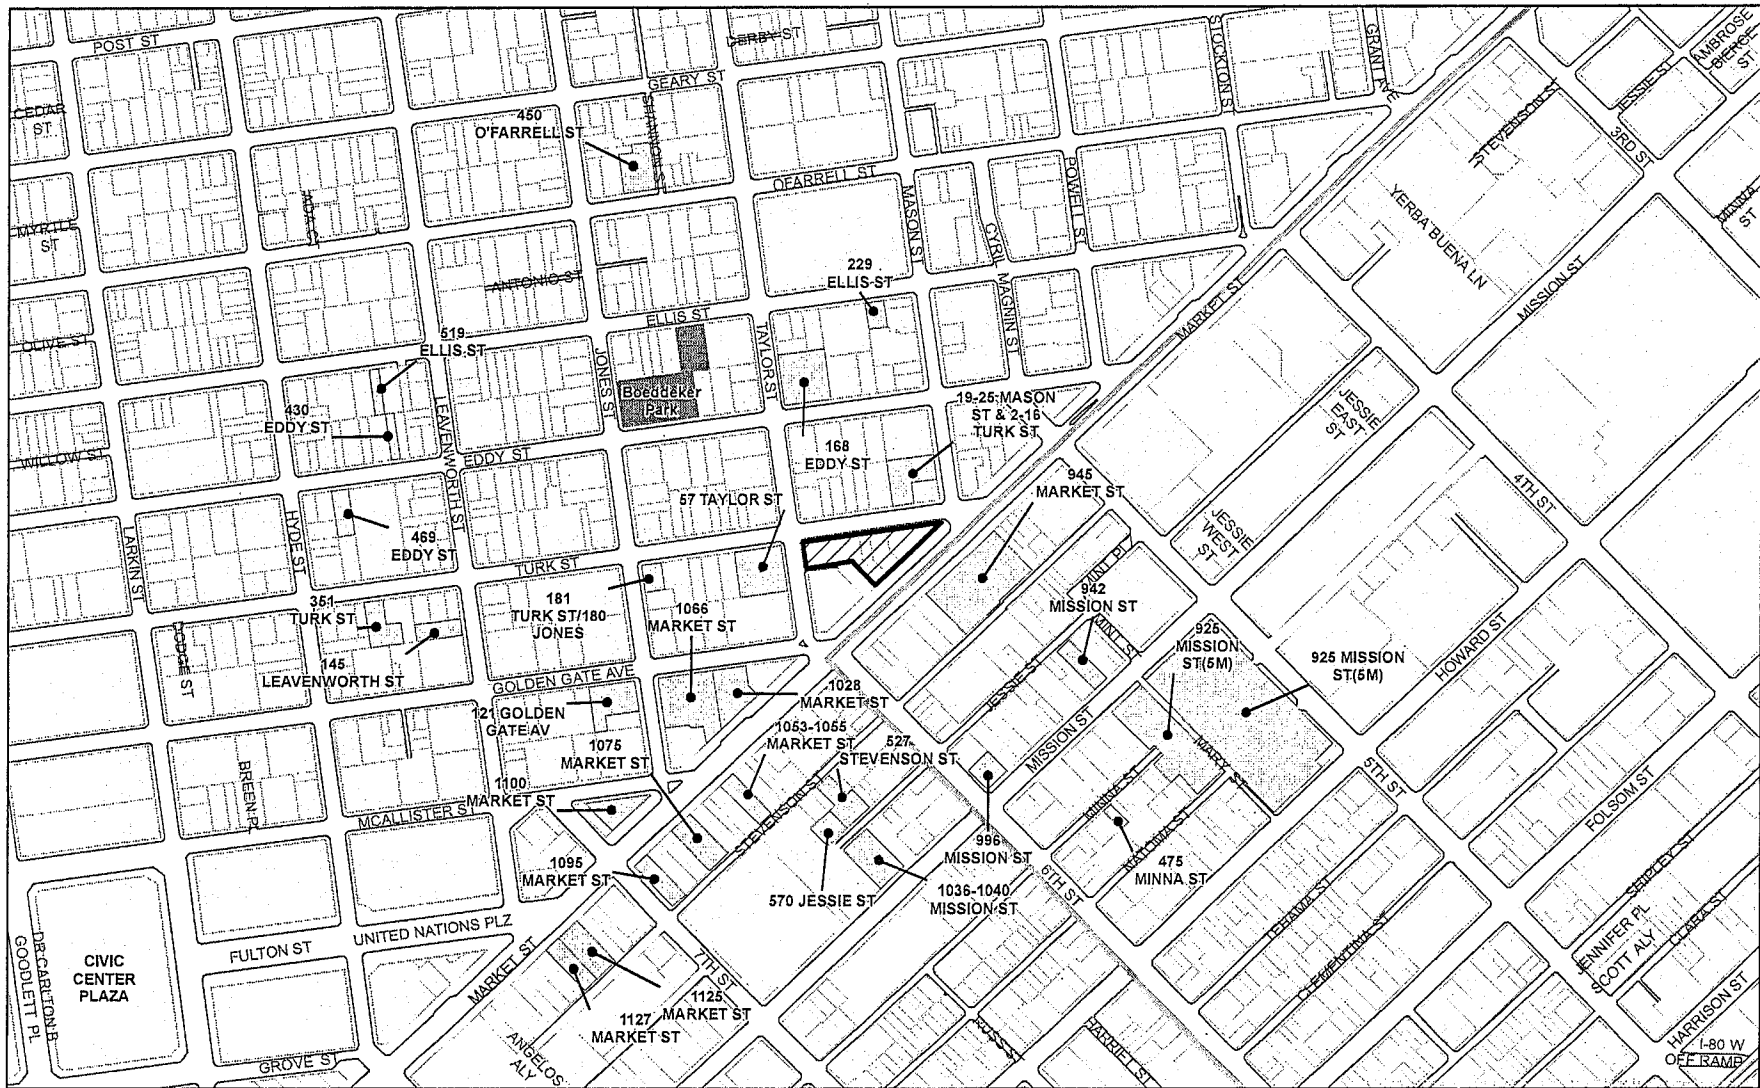 POST ST
DERBY ST
STOCKTON ST
GRANT AVE
AMBROSE
BIERCE
ST
GEARY ST
SHANNON ST
STEVENSON ST
JESSIE ST
3RD ST
CEDAR
ST
450
O'FARRELL ST
OFARRELL ST
MASON ST
POWELL ST
YERBA BUENA LN
MINNA
ST
MYRTLE
ST
ADA CT
CYRIL MAGNIN ST
ANTONIO ST
229
ELLIS ST
MARKET ST
MISSION ST
OLIVE ST
519
ELLIS ST
ELLIS ST
JONES ST
TAYLOR ST
Boeddeker
Park
19-25 MASON
ST & 2-16
TURK ST
JESSIE
EAST
ST
430
EDDY ST
LEAVENWORTH ST
WILLOW ST
EDDY ST
168
EDDY ST
945
MARKET ST
4TH ST
57 TAYLOR ST
LARKIN ST
HYDE ST
469
EDDY ST
JESSIE
WEST
ST
TURK ST
MINT PL
351
TURK ST
181
TURK ST/180
JONES
1066
MARKET ST
942
MISSION ST
MINT ST
925
MISSION
ST(5M)
925 MISSION
ST(5M)
HOWARD ST
DODGE ST
145
LEAVENWORTH ST
GOLDEN GATE AVE
JESSIE ST
121 GOLDEN
GATE AV
1028
MARKET ST
1053-1055
MARKET ST
527
STEVENSON ST
MISSION ST
MARY ST
5TH ST
1075
MARKET ST
BREEN PL
1100
MARKET ST
MCALLISTER ST
STEVENSON ST
MINNA ST
NATOMA ST
FOLSOM ST
1095
MARKET ST
996
MISSION ST
475
MINNA ST
6TH ST
570 JESSIE ST
1036-1040
MISSION ST
SHIPLEY ST
TEHAMA ST
CLEMENTINA ST
CLARA ST
JENNIFER PL
SCOTT ALY
UNITED NATIONS PLZ
FULTON ST
DR CARLTON B
GOODLETT PL
CIVIC
CENTER
PLAZA
MARKET ST
7TH ST
1125
MARKET ST
1127
MARKET ST
ANGELOS
ALY
GROVE ST
RUSS ST
HARRIET ST
HARRISON ST
I-80 W
OFF RAMP